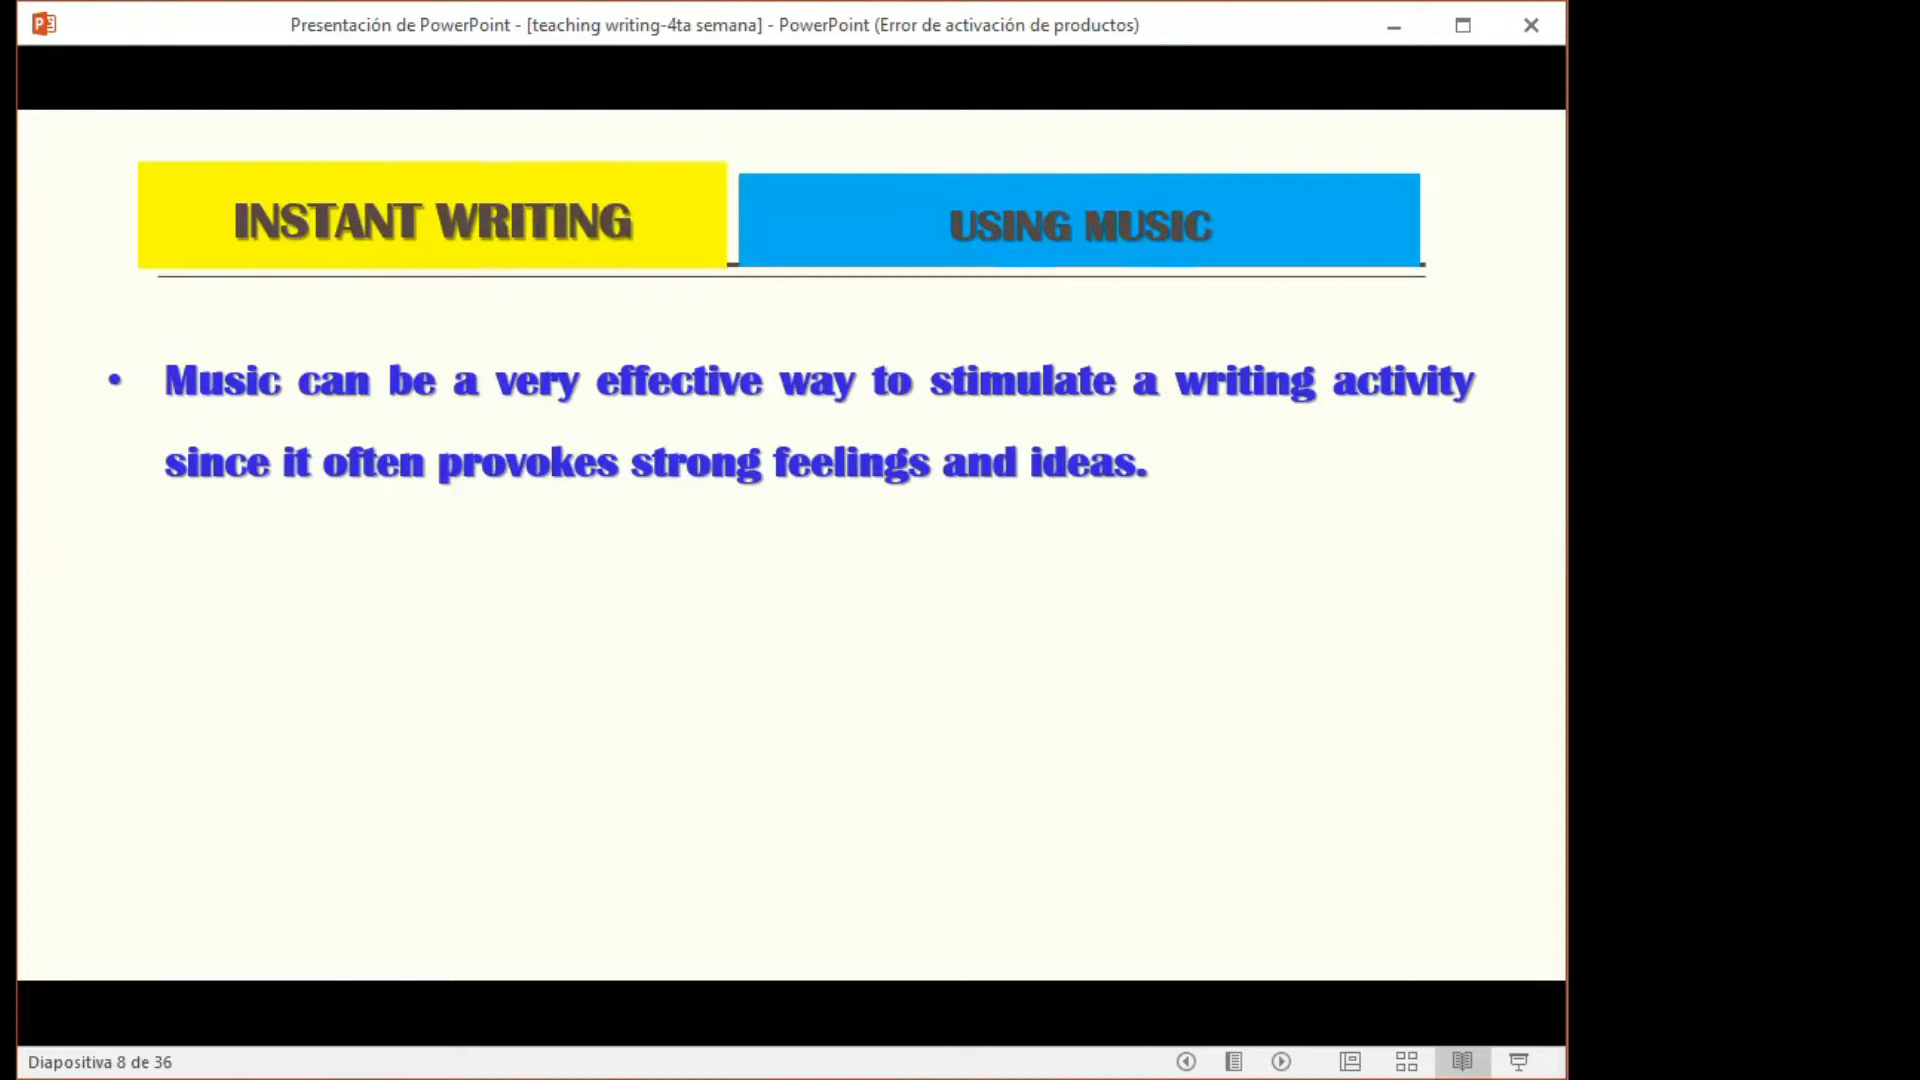 Presentación de PowerPoint - [teaching writing-4ta semana] - PowerPoint (Error de activación de productos)
INSTANT WRITING
USING MUSIC
• Music can be a very effective way to stimulate a writing activity
since it often provokes strong feelings and ideas.
Diapositiva 8 de 36